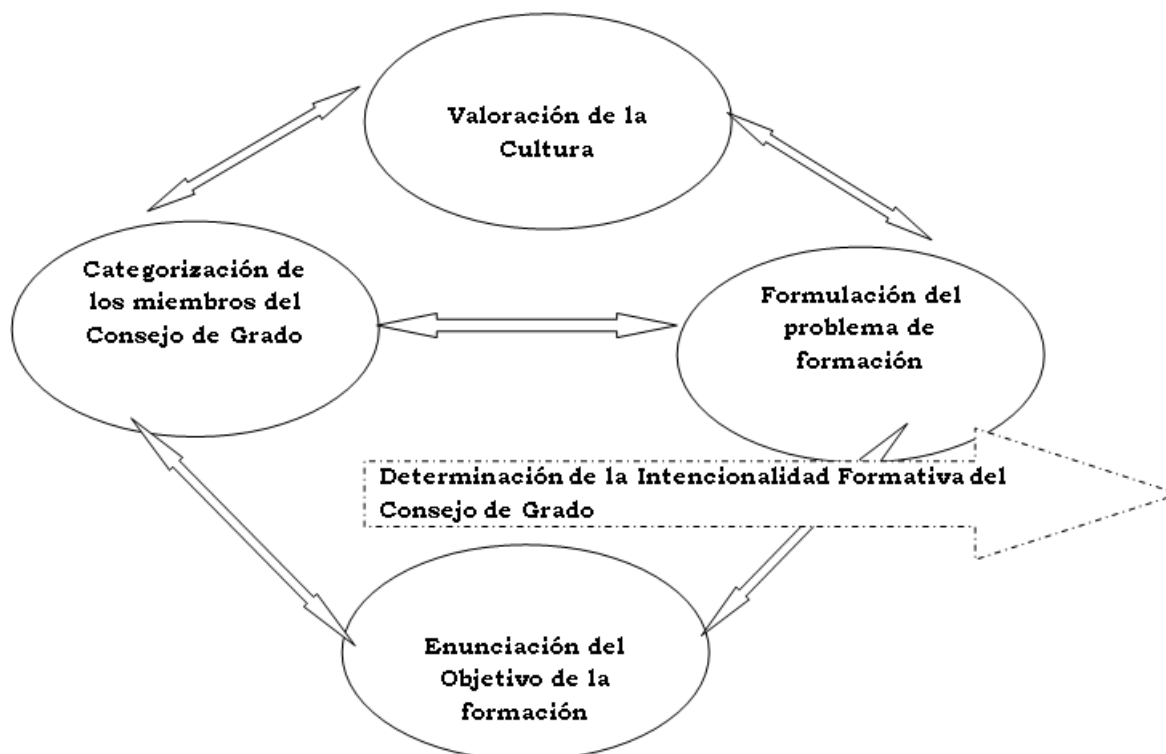 Valoración de la
Cultura
Categorización de
los miembros del
Consejo de Grado
Formulación del
problema de
formación
Determinación de la Intencionalidad Formativa del
Consejo de Grado
Enunciación del
Objetivo de la
formación